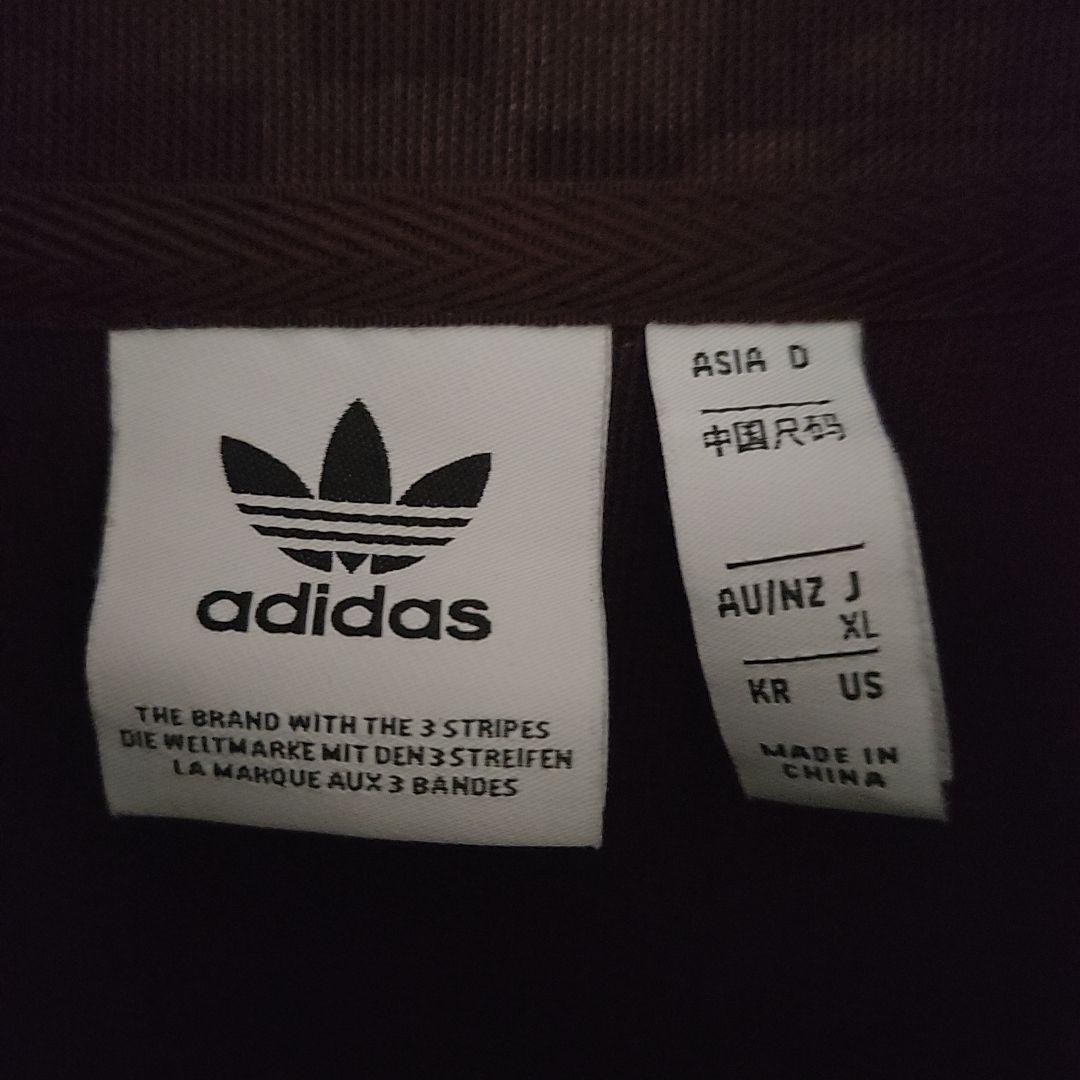 adidas
THE BRAND WITH THE 3 STRIPES
DIE WELTMARKE MIT DEN 3 STREIFEN
LA MARQUE AUX 3 BANDES
ASIA D
中国尺码
AU/NZ J
XL
KR US
MADE IN
CHINA